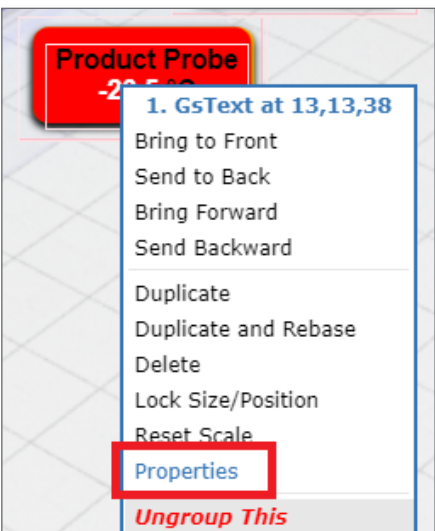 Product Probe
1. GsText at 13,13,38
Bring to Front
Send to Back
Bring Forward
Send Backward
Duplicate
Duplicate and Rebase
Delete
Lock Size/Position
Reset Scale
Properties
Ungroup This